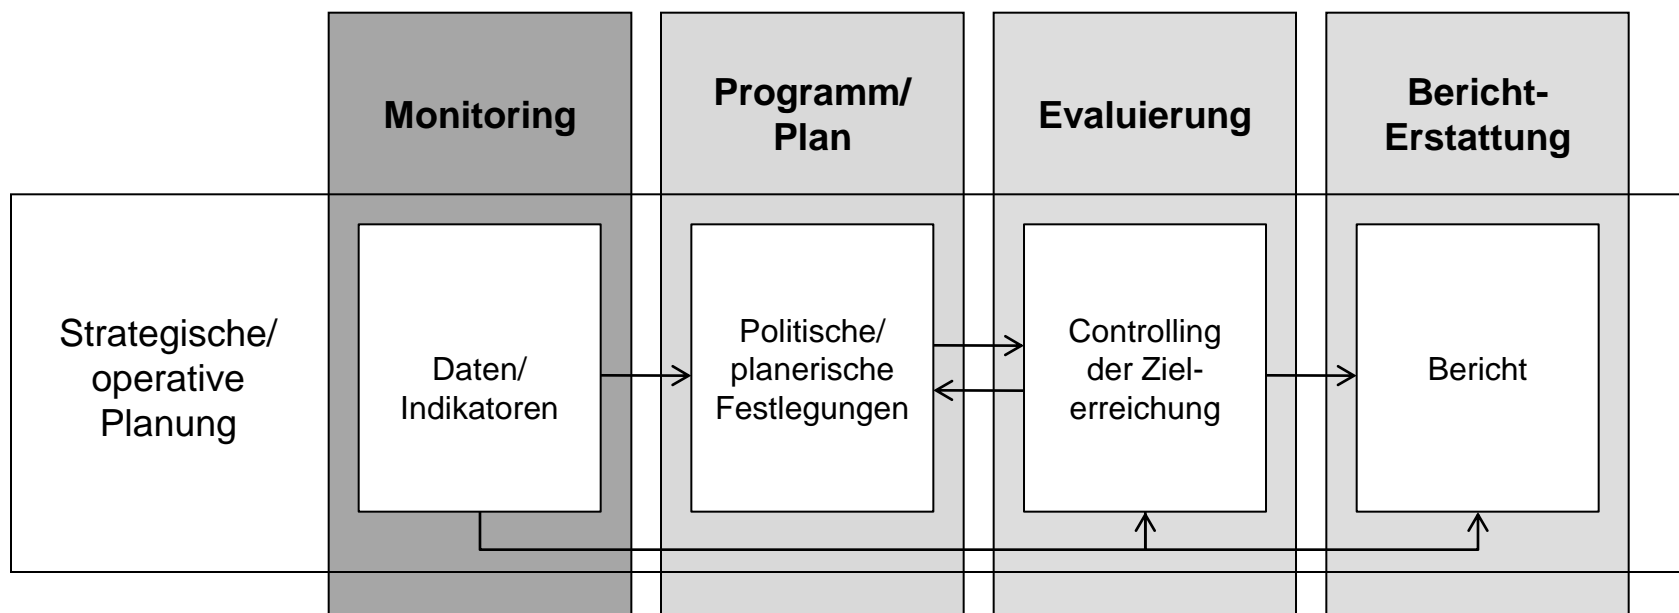 Monitoring
Programm/
Plan
Evaluierung
Bericht-
Erstattung
Strategische/
operative
Planung
Daten/
Indikatoren
Politische/
planerische
Festlegungen
Controlling
der Ziel-
erreichung
Bericht